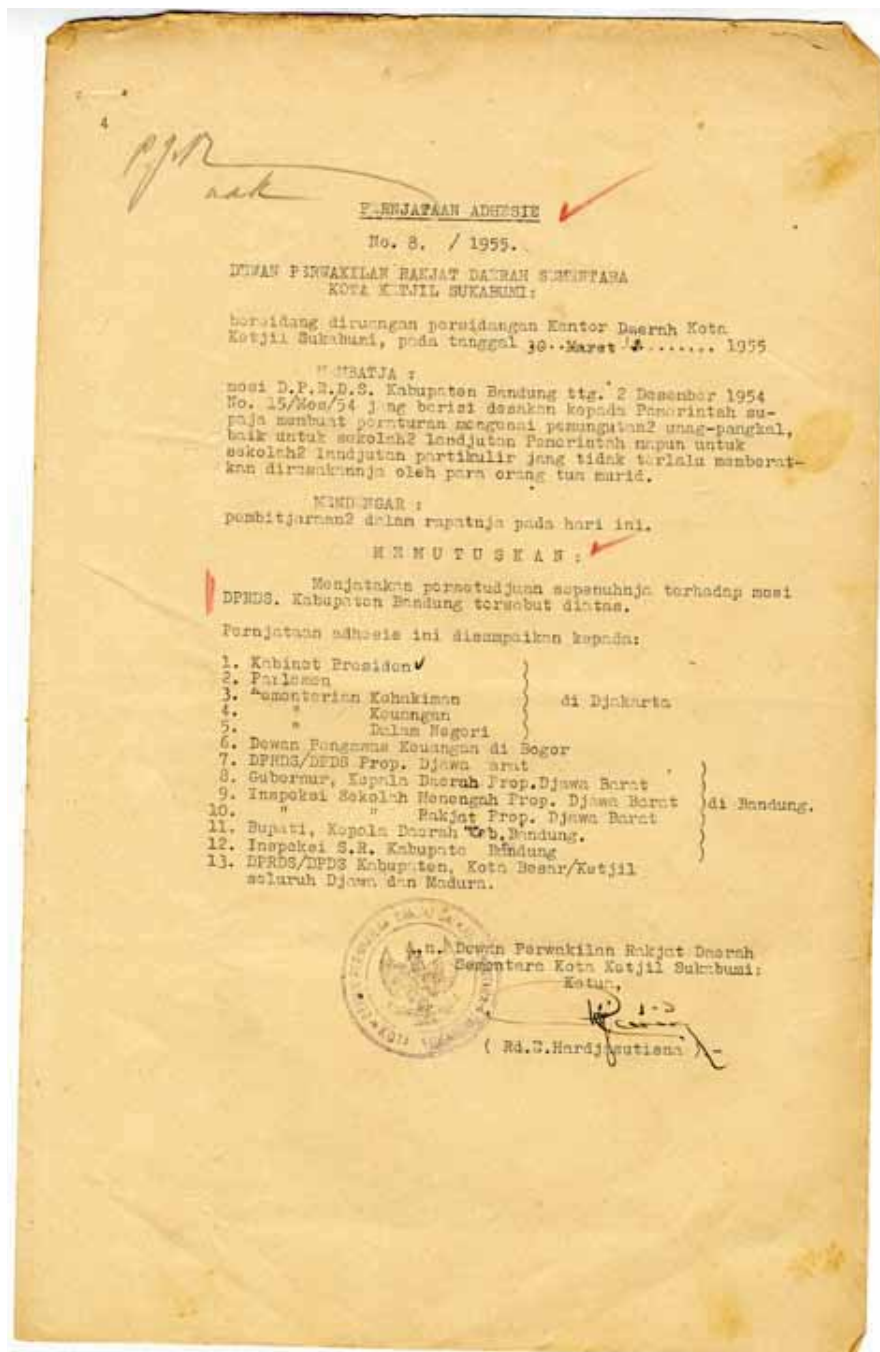 4
PERNJATAAN ADHESIE
No. 8. / 1955.
DEWAN PERWAKILAN RAKJAT DAERAH SEMENTARA
KOTA KETJIL SUKABUMI:
bersidang diruangan persidangan Kantor Daerah Kota
Ketjil Sukabumi, pada tanggal 30..Maret ........ 1955
MEMBATJA :
mosi D.P.R.D.S. Kabupaten Bandung ttg. 2 Desember 1954
No. 15/Mos/54 jang berisi desakan kepada Pemerintah su-
paja membuat peraturan mengenai pemungutan2 uang-pangkal,
baik untuk sekolah2 landjutan Pemerintah mapun untuk
sekolah2 landjutan partikulir jang tidak terlalu memberat-
kan dirasakannja oleh para orang tua murid.
MENDENGAR :
pembitjaraan2 dalam rapatnja pada hari ini.
M E M U T U S K A N :
Menjatakan persetudjuan sepenuhnja terhadap mosi
DPRDS. Kabupaten Bandung tersebut diatas.
Pernjataan adhesie ini disampaikan kepada:
1. Kabinet Presiden
2. Parlemen
3. Kementerian Kehakiman
4. " Keuangan
5. " Dalam Negeri
di Djakarta
6. Dewan Pengawas Keuangan di Bogor
7. DPRDS/DPDS Prop. Djawa Barat
8. Gubernur, Kepala Daerah Prop.Djawa Barat
9. Inspeksi Sekolah Menengah Prop. Djawa Barat
10. " " Rakjat Prop. Djawa Barat
11. Bupati, Kepala Daerah Kab.Bandung.
12. Inspeksi S.R. Kabupate Bandung
di Bandung.
13. DPRDS/DPDS Kabupaten, Kota Besar/Ketjil
seluruh Djawa dan Madura.
A.n. Dewan Perwakilan Rakjat Daerah
Sementara Kota Ketjil Sukabumi:
Ketua,
( Rd.E.Hardjasutisna ) -